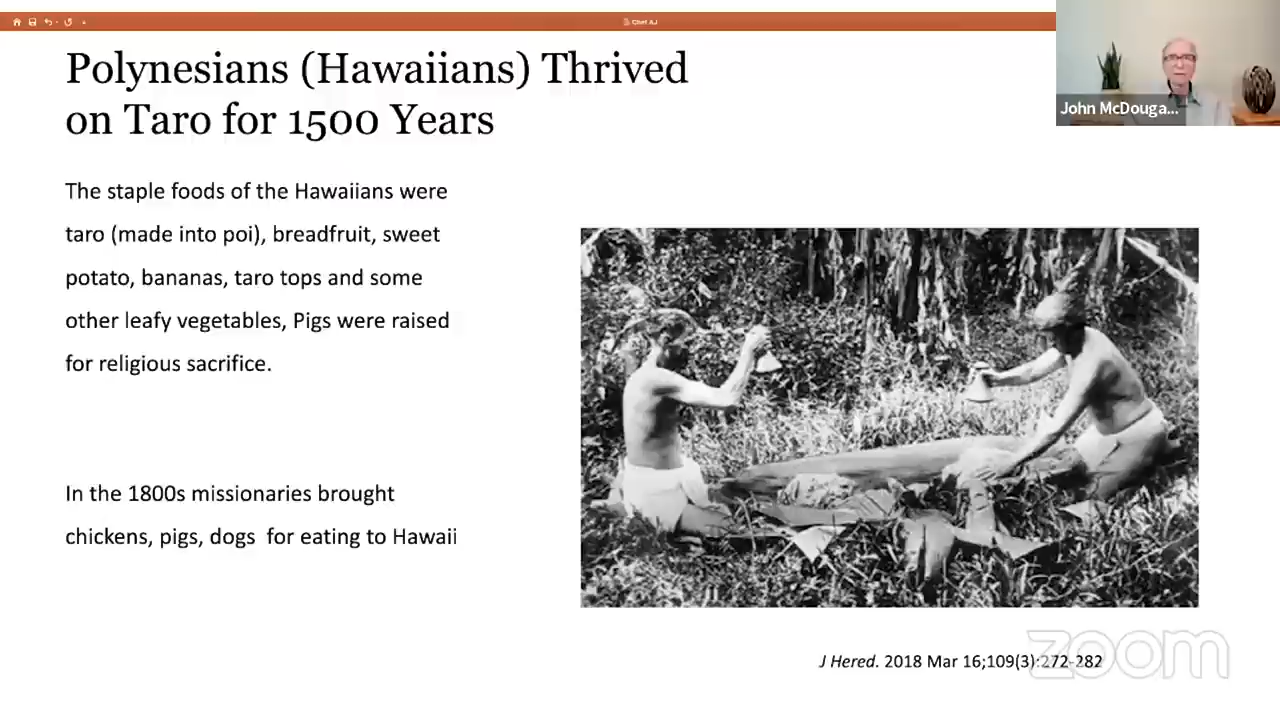 Chef AJ
Polynesians (Hawaiians) Thrived
on Taro for 1500 Years
John McDouga...
The staple foods of the Hawaiians were
taro (made into poi), breadfruit, sweet
potato, bananas, taro tops and some
other leafy vegetables, Pigs were raised
for religious sacrifice.
In the 1800s missionaries brought
chickens, pigs, dogs for eating to Hawaii
J Hered. 2018 Mar 16;109(3):272-282
zoom